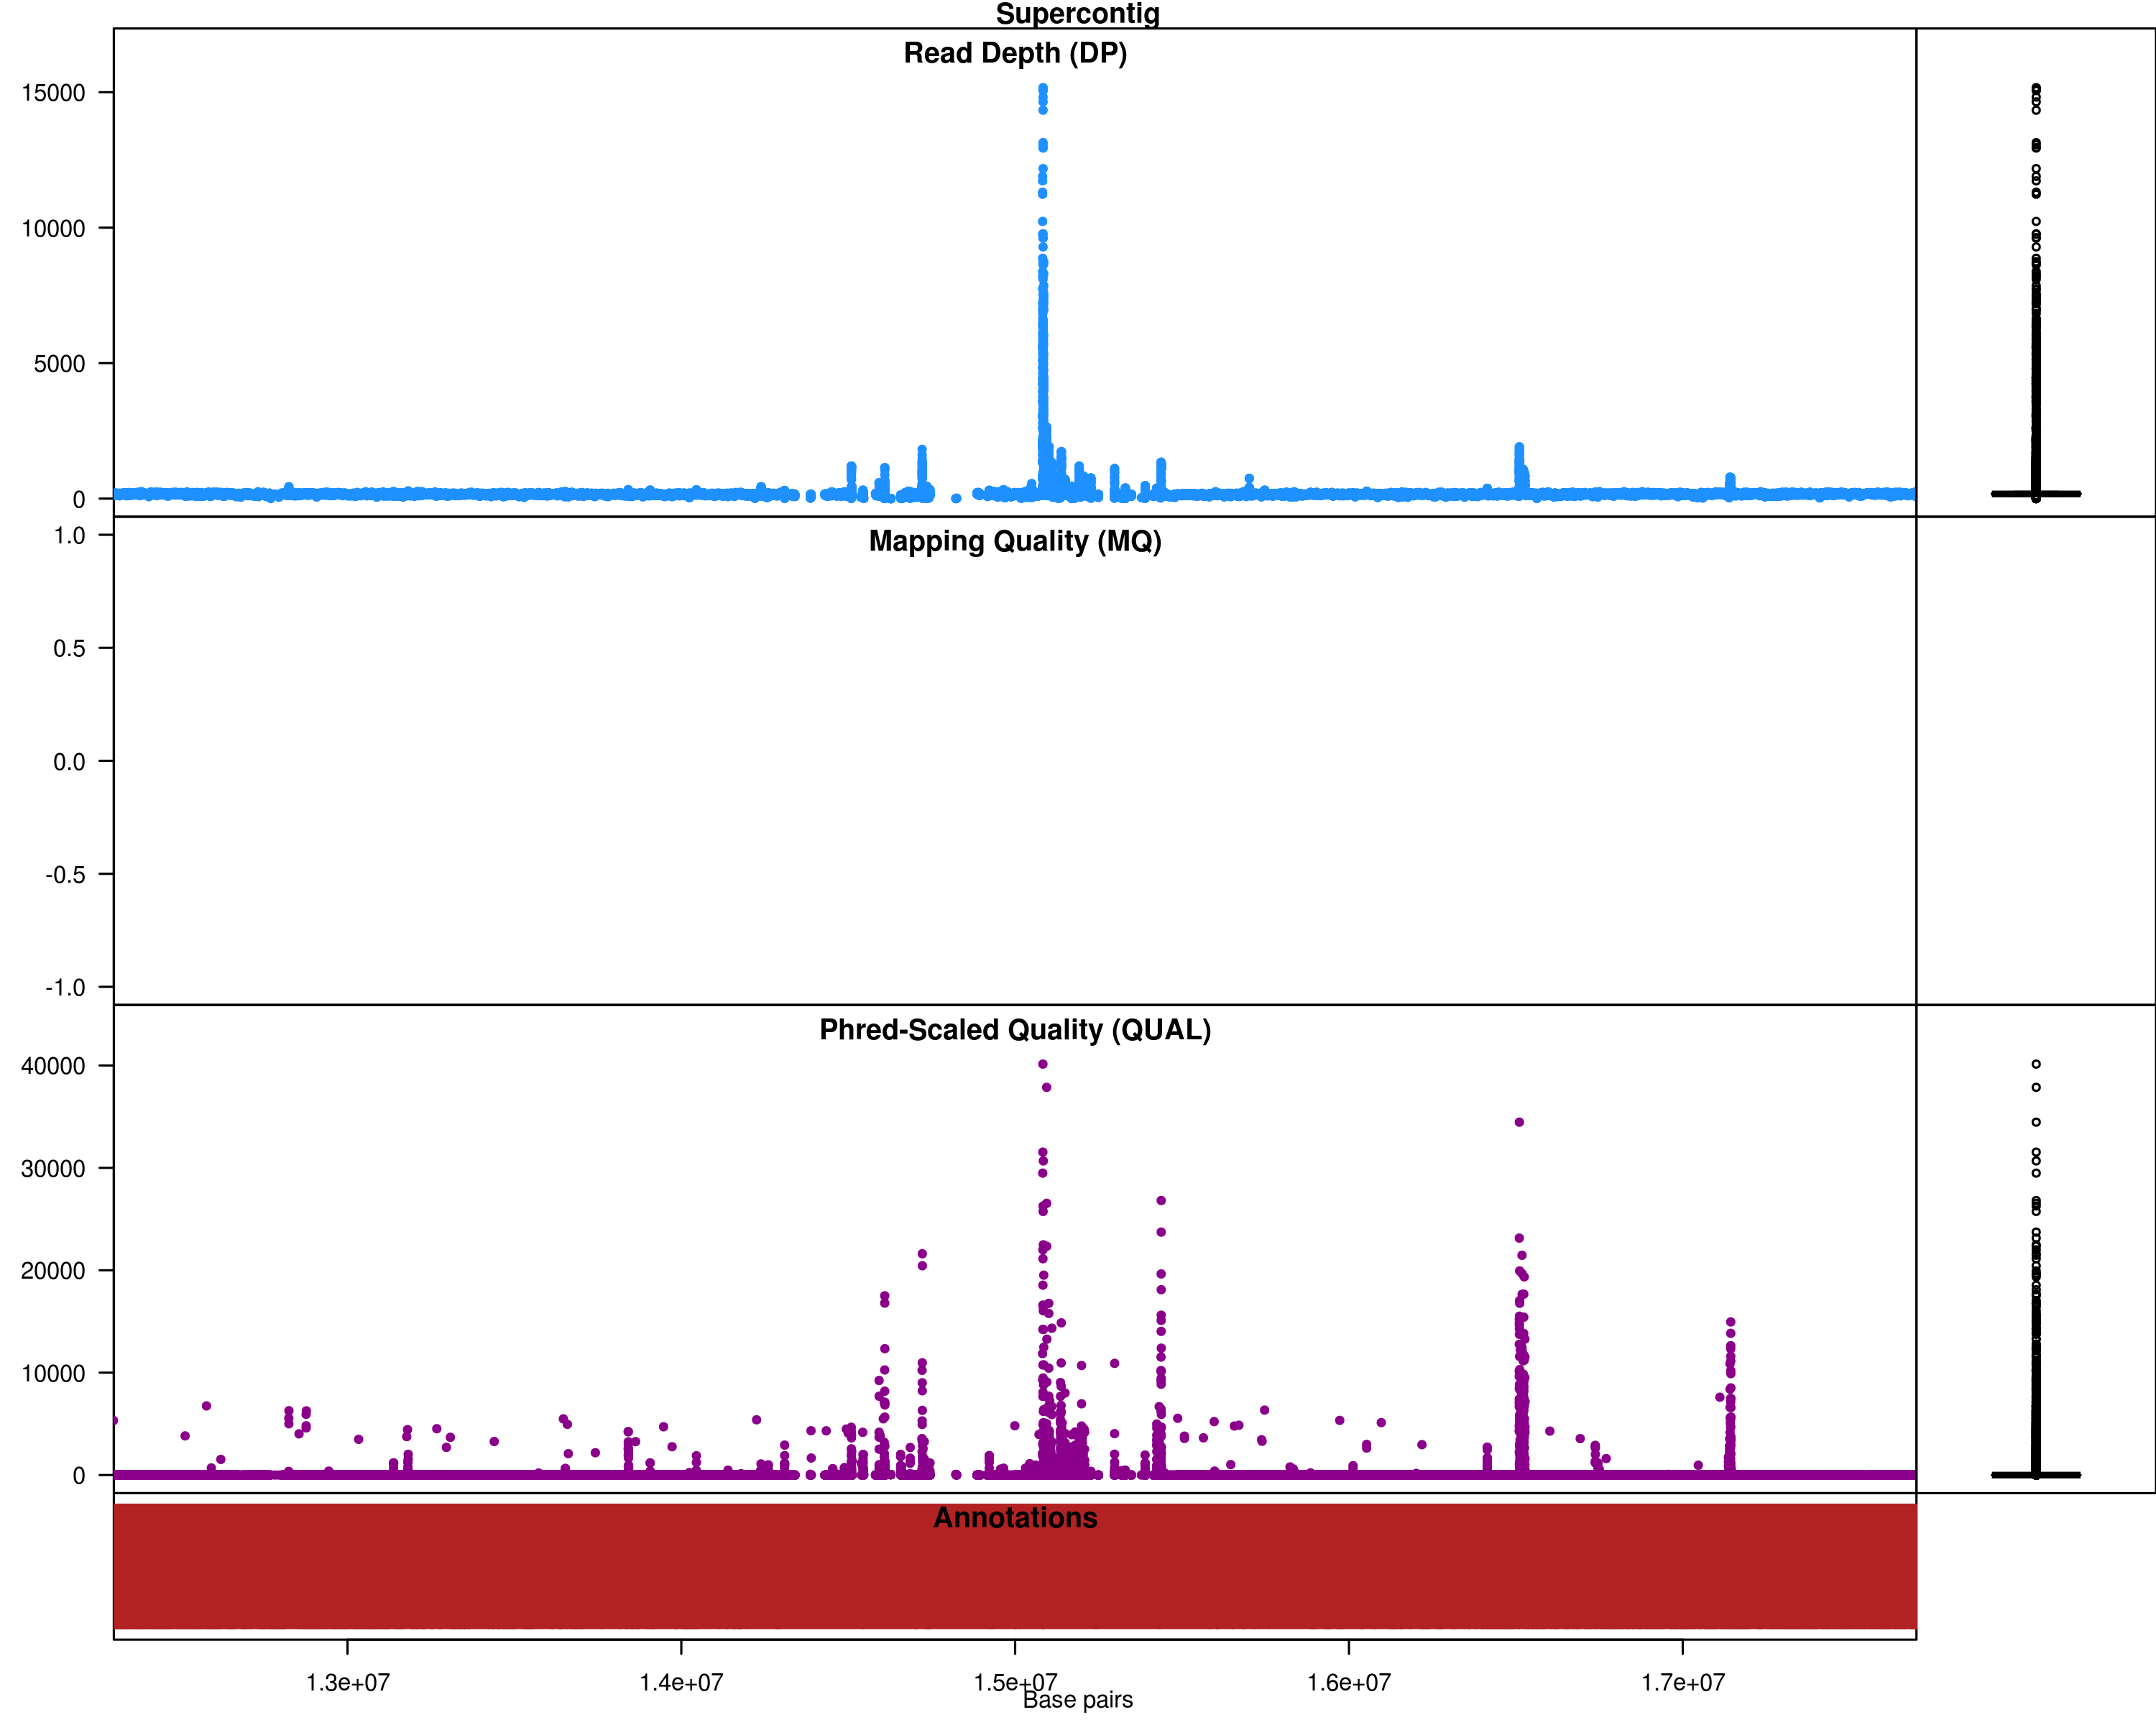 Supercontig
Read Depth (DP)
15000
10000
5000
0
Mapping Quality (MQ)
1.0
0.5
0.0
-0.5
-1.0
Phred-Scaled Quality (QUAL)
40000
30000
20000
10000
0
Annotations
1.3e+07 1.4e+07 1.5e+07 1.6e+07 1.7e+07
Base pairs